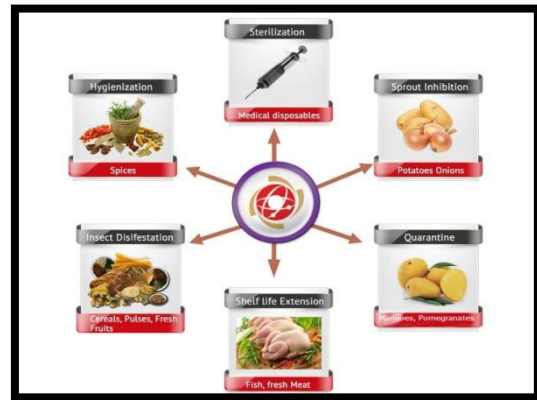 Sterilization
Medical disposables
Hygienization
Spices
Sprout Inhibition
Potatoes Onions
Insect Disifestation
Cereals, Pulses, Fresh
Fruits
Quarantine
Mangoes, Pomegranates
Shelf life Extension
Fish, fresh Meat